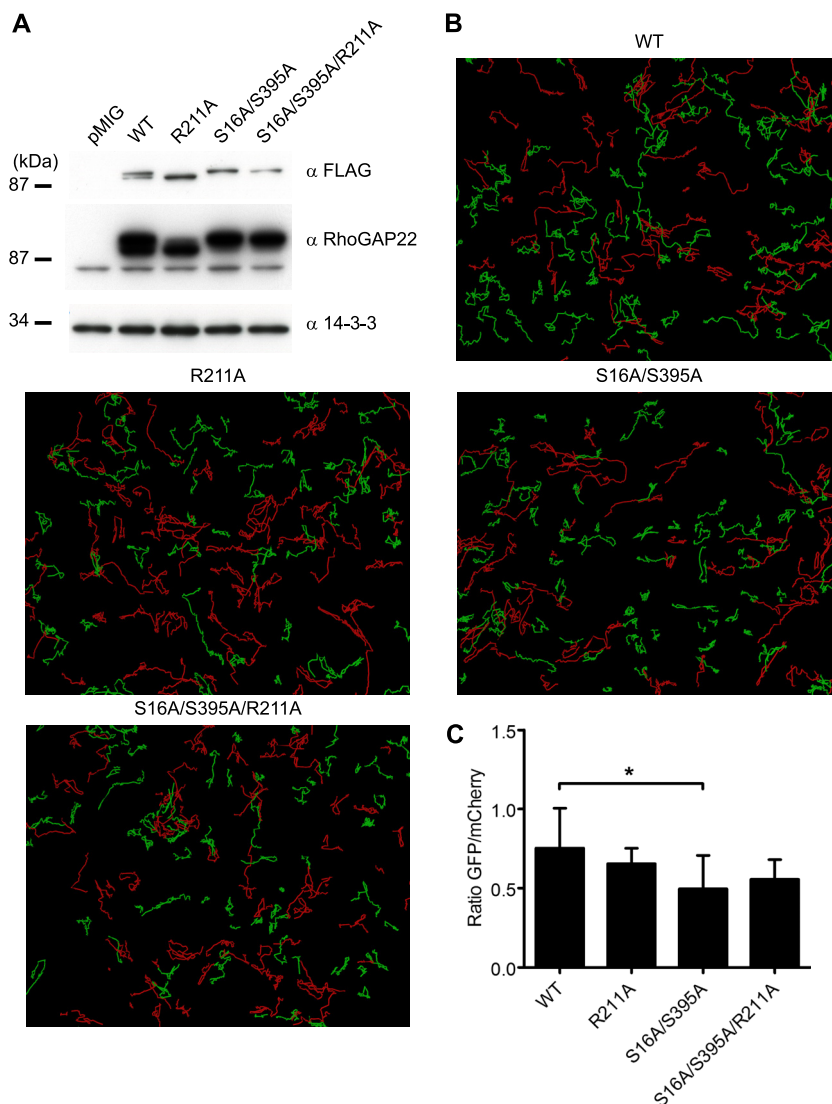 A
pMIG
WT
R211A
S16A/S395A
S16A/S395A/R211A
(kDa)
87
α FLAG
87
α RhoGAP22
34
α 14-3-3
B
WT
R211A
S16A/S395A
S16A/S395A/R211A
C
Ratio GFP/mCherry
1.5
1.0
0.5
0.0
*
WT
R211A
S16A/S395A
S16A/S395A/R211A